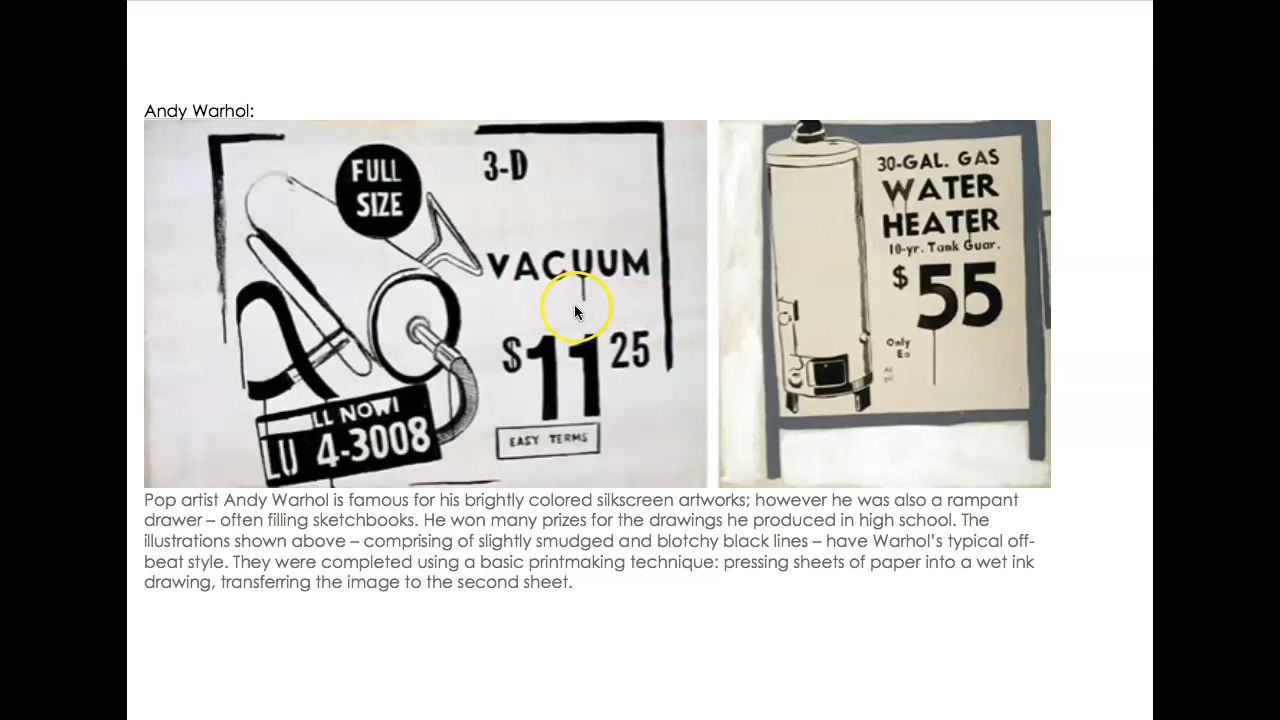 Andy Warhol:
FULL
SIZE
3-D
VACUUM
$11 25
EASY TERMS
LL NOW!
LU 4-3008
30-GAL. GAS
WATER
HEATER
10-yr. Tank Guar.
$55
Only
Ea
Pop artist Andy Warhol is famous for his brightly colored silkscreen artworks; however he was also a rampant
drawer – often filling sketchbooks. He won many prizes for the drawings he produced in high school. The
illustrations shown above – comprising of slightly smudged and blotchy black lines – have Warhol's typical off-
beat style. They were completed using a basic printmaking technique: pressing sheets of paper into a wet ink
drawing, transferring the image to the second sheet.